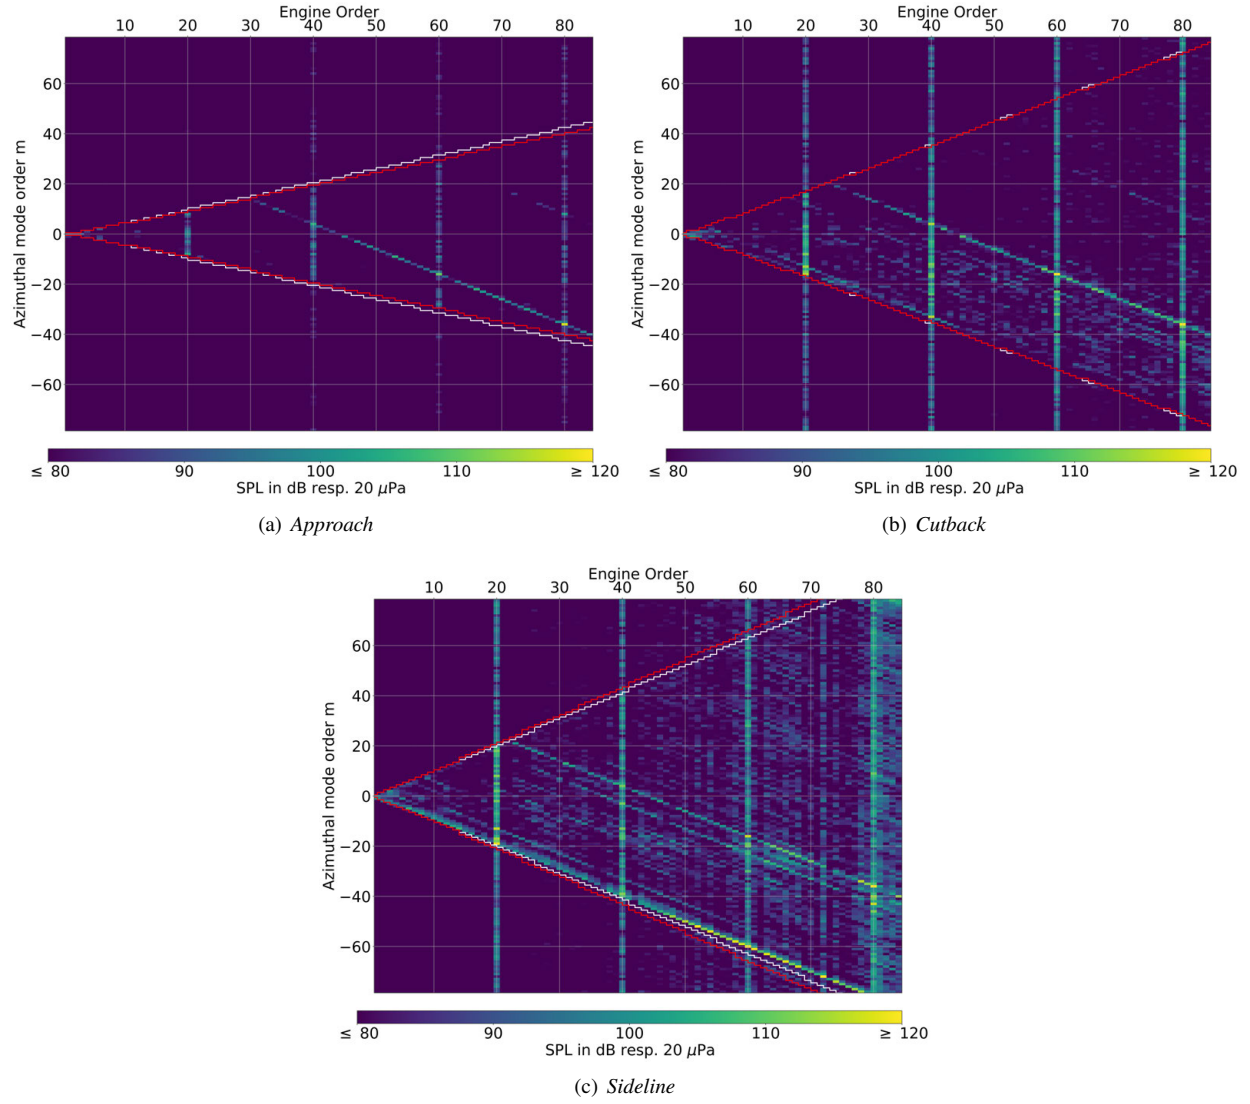 Engine Order
10 20 30 40 50 60 70 80
Azimuthal mode order m
60
40
20
0
−20
−40
−60
≤ 80 90 100 110 ≥ 120
SPL in dB resp. 20 μPa
(a) Approach
Engine Order
10 20 30 40 50 60 70 80
Azimuthal mode order m
60
40
20
0
−20
−40
−60
≤ 80 90 100 110 ≥ 120
SPL in dB resp. 20 μPa
(b) Cutback
Engine Order
10 20 30 40 50 60 70 80
Azimuthal mode order m
60
40
20
0
−20
−40
−60
≤ 80 90 100 110 ≥ 120
SPL in dB resp. 20 μPa
(c) Sideline